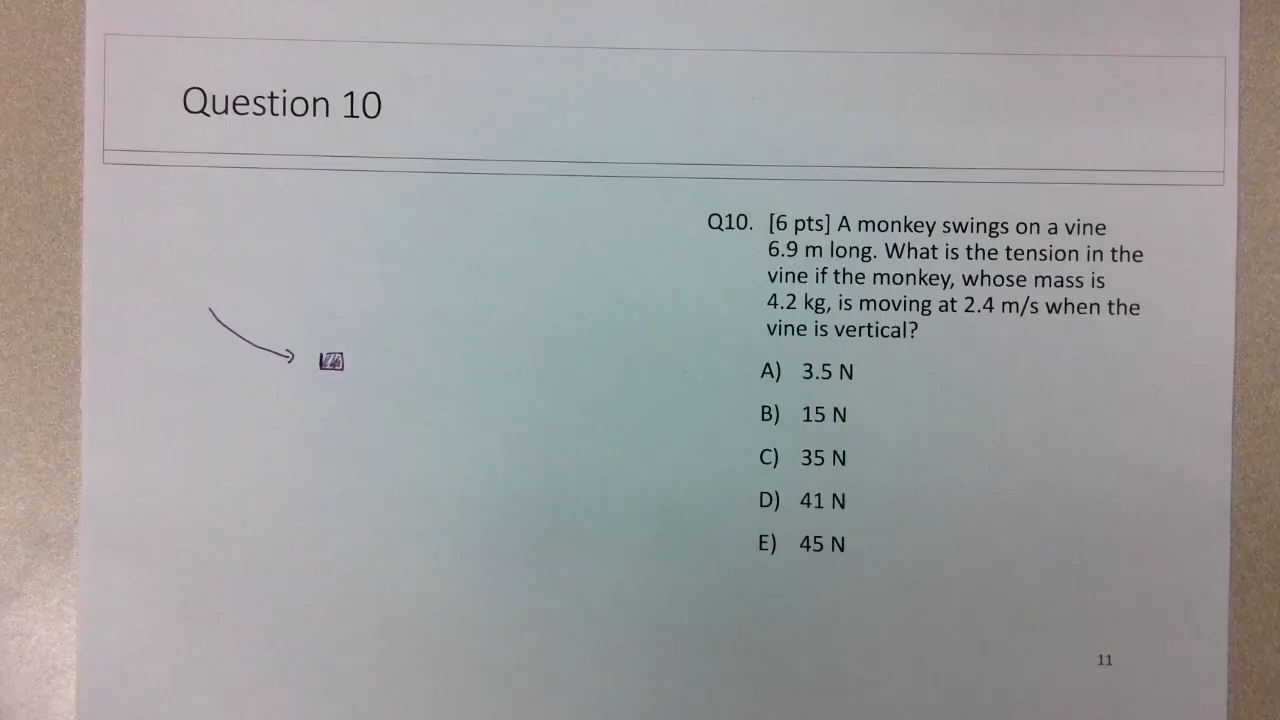 Question 10
Q10. [6 pts] A monkey swings on a vine
6.9 m long. What is the tension in the
vine if the monkey, whose mass is
4.2 kg, is moving at 2.4 m/s when the
vine is vertical?
A) 3.5 N
B) 15 N
C) 35 N
D) 41 N
E) 45 N
11